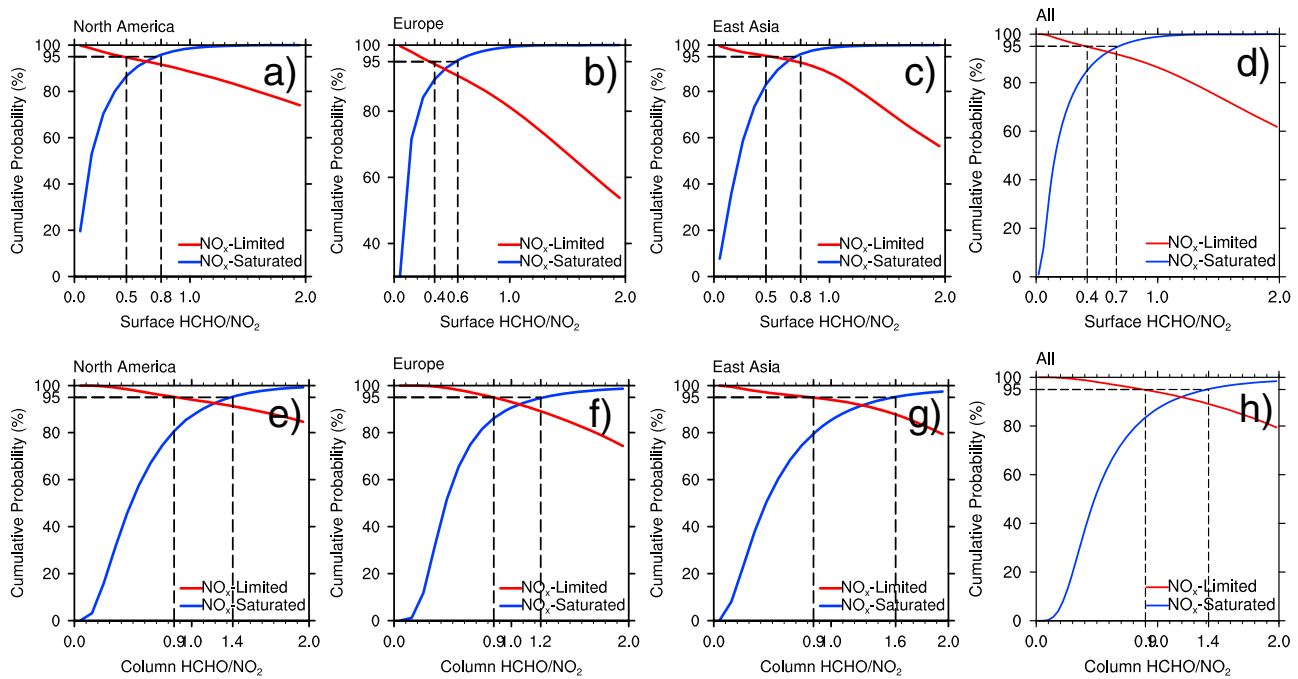 North America
a)
Cumulative Probability (%)
100
95
80
60
40
20
0
NOₓ-Limited
NOₓ-Saturated
0.0 0.5 0.8 1.0 2.0
Surface HCHO/NO₂
Europe
b)
Cumulative Probability (%)
100
95
80
60
40
NOₓ-Limited
NOₓ-Saturated
0.0 0.4 0.6 1.0 2.0
Surface HCHO/NO₂
East Asia
c)
Cumulative Probability (%)
100
95
80
60
40
20
0
NOₓ-Limited
NOₓ-Saturated
0.0 0.5 0.8 1.0 2.0
Surface HCHO/NO₂
All
d)
Cumulative Probability (%)
100
95
80
60
40
20
0
NOₓ-Limited
NOₓ-Saturated
0.0 0.4 0.7 1.0 2.0
Surface HCHO/NO₂
North America
e)
Cumulative Probability (%)
100
95
80
60
40
20
0
NOₓ-Limited
NOₓ-Saturated
0.0 0.9 1.0 1.4 2.0
Column HCHO/NO₂
Europe
f)
Cumulative Probability (%)
100
95
80
60
40
20
0
NOₓ-Limited
NOₓ-Saturated
0.0 0.9 1.0 1.2 2.0
Column HCHO/NO₂
East Asia
g)
Cumulative Probability (%)
100
95
80
60
40
20
0
NOₓ-Limited
NOₓ-Saturated
0.0 0.9 1.0 1.6 2.0
Column HCHO/NO₂
All
h)
Cumulative Probability (%)
100
95
80
60
40
20
0
NOₓ-Limited
NOₓ-Saturated
0.0 0.9 1.0 1.4 2.0
Column HCHO/NO₂